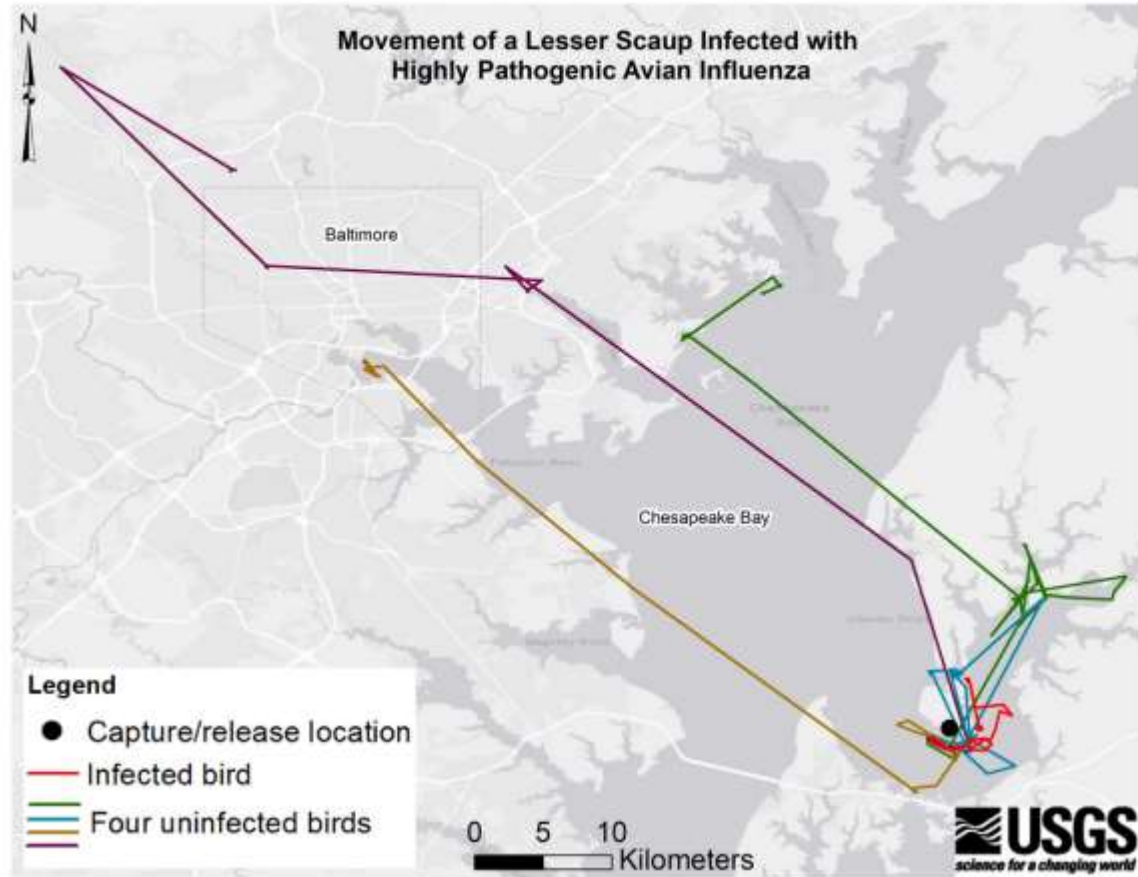 N
Movement of a Lesser Scaup Infected with
Highly Pathogenic Avian Influenza
Baltimore
Chesapeake Bay
Legend
Capture/release location
Infected bird
Four uninfected birds
0 5 10
Kilometers
USGS
science for a changing world